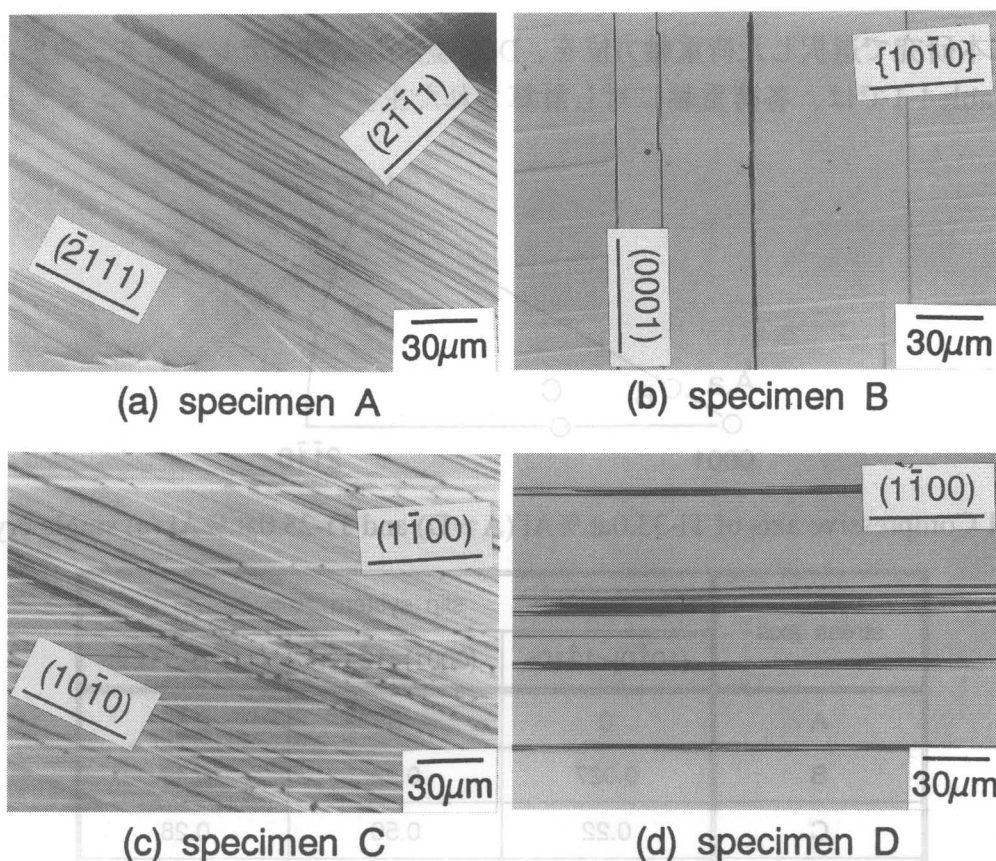 (21̄1̄1)
(2̄111)
30μm
(a) specimen A
{101̄0}
(0001)
30μm
(b) specimen B
(11̄00)
(101̄0)
30μm
(c) specimen C
(11̄00)
30μm
(d) specimen D